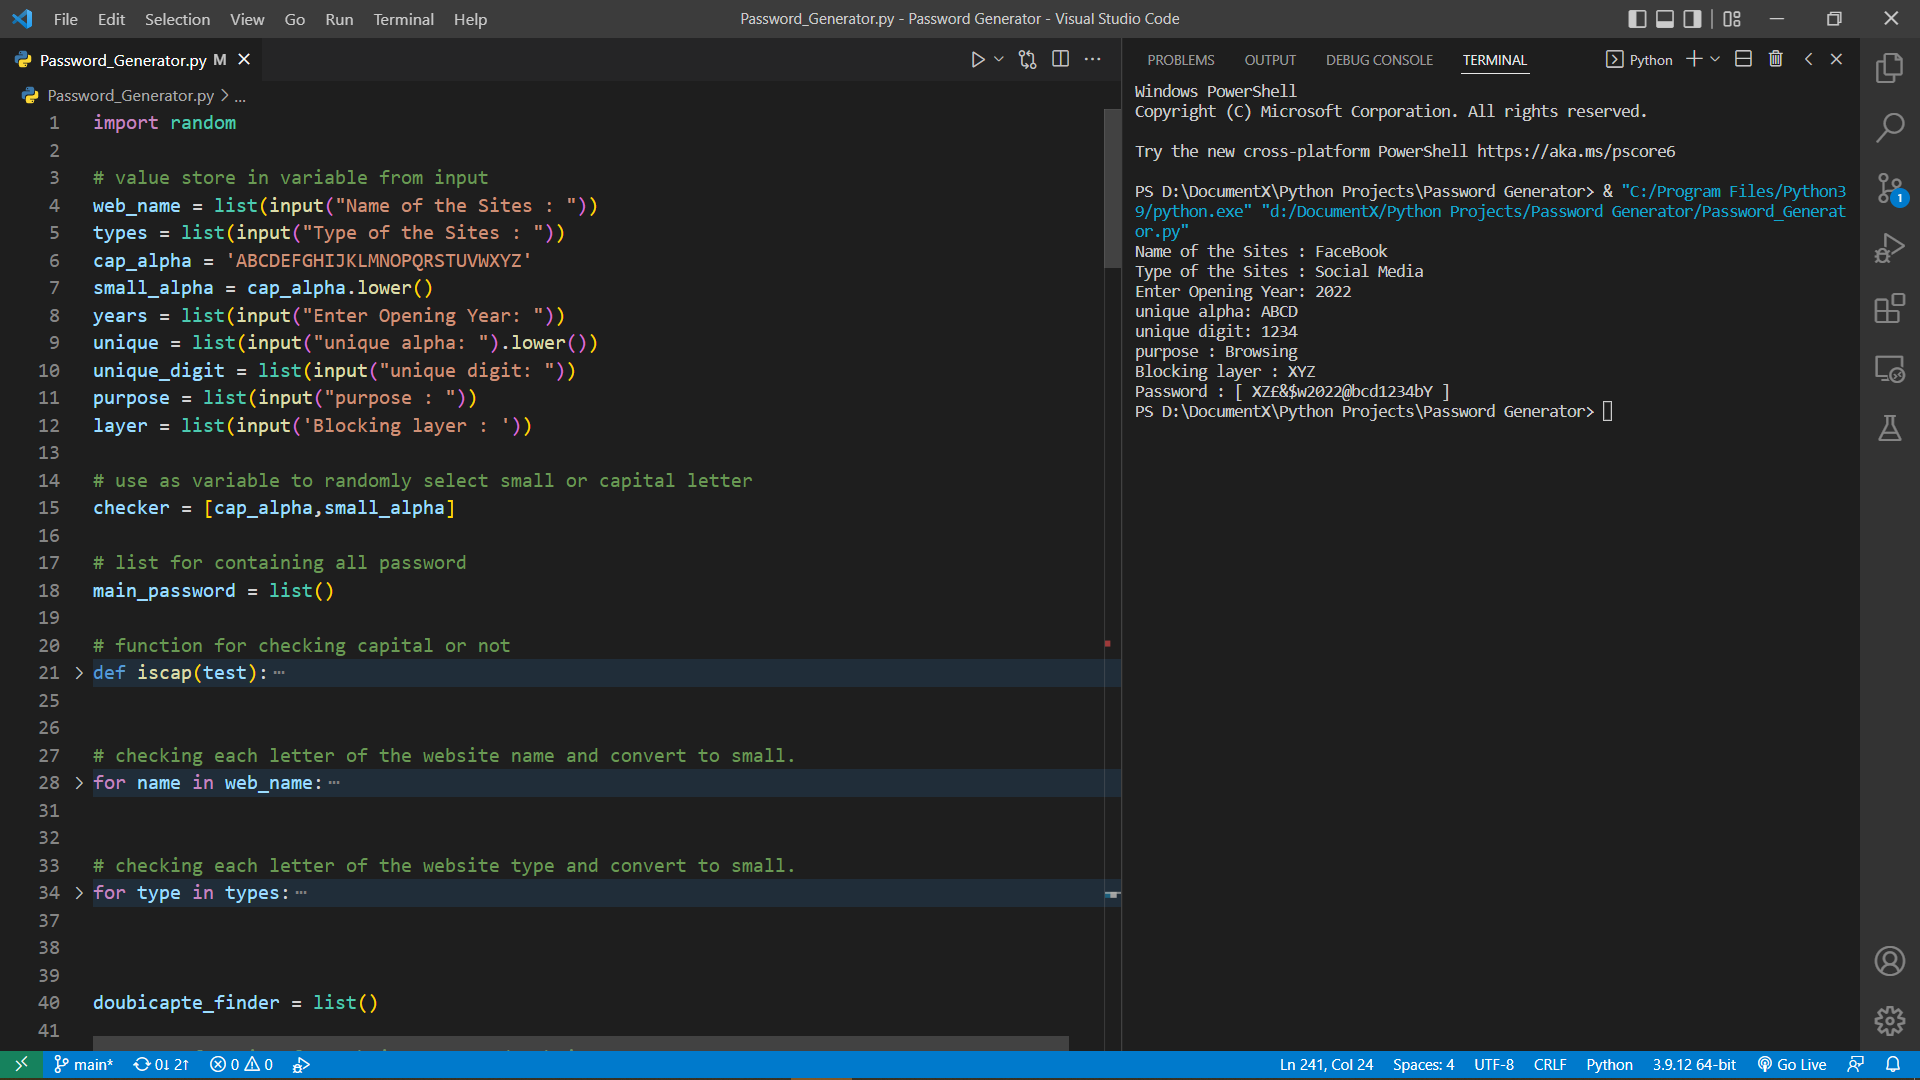 File Edit Selection View Go Run Terminal Help
Password_Generator.py - Password Generator - Visual Studio Code
Password_Generator.py M
Password_Generator.py > ...
1 import random
2
3 # value store in variable from input
4 web_name = list(input("Name of the Sites : "))
5 types = list(input("Type of the Sites : "))
6 cap_alpha = 'ABCDEFGHIJKLMNOPQRSTUVWXYZ'
7 small_alpha = cap_alpha.lower()
8 years = list(input("Enter Opening Year: "))
9 unique = list(input("unique alpha: ").lower())
10 unique_digit = list(input("unique digit: "))
11 purpose = list(input("purpose : "))
12 layer = list(input('Blocking layer : '))
13
14 # use as variable to randomly select small or capital letter
15 checker = [cap_alpha,small_alpha]
16
17 # list for containing all password
18 main_password = list()
19
20 # function for checking capital or not
21 def iscap(test):…
25
26
27 # checking each letter of the website name and convert to small.
28 for name in web_name:…
31
32
33 # checking each letter of the website type and convert to small.
34 for type in types:…
37
38
39
40 doubicapte_finder = list()
41
PROBLEMS OUTPUT DEBUG CONSOLE TERMINAL
Python
Windows PowerShell
Copyright (C) Microsoft Corporation. All rights reserved.
Try the new cross-platform PowerShell https://aka.ms/pscore6
PS D:\DocumentX\Python Projects\Password Generator> & "C:/Program Files/Python3
9/python.exe" "d:/DocumentX/Python Projects/Password Generator/Password_Generat
or.py"
Name of the Sites : FaceBook
Type of the Sites : Social Media
Enter Opening Year: 2022
unique alpha: ABCD
unique digit: 1234
purpose : Browsing
Blocking layer : XYZ
Password : [ XZ£&$w2022@bcd1234bY ]
PS D:\DocumentX\Python Projects\Password Generator>
1
main* 0↓ 2↑ 0 0
Ln 241, Col 24 Spaces: 4 UTF-8 CRLF Python 3.9.12 64-bit Go Live